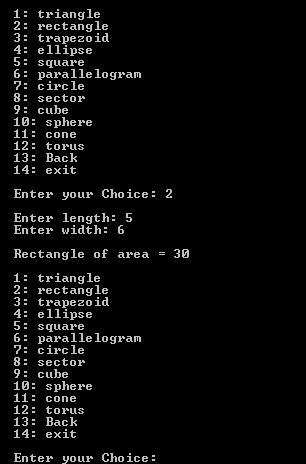 1: triangle
2: rectangle
3: trapezoid
4: ellipse
5: square
6: parallelogram
7: circle
8: sector
9: cube
10: sphere
11: cone
12: torus
13: Back
14: exit
Enter your Choice: 2
Enter length: 5
Enter width: 6
Rectangle of area = 30
1: triangle
2: rectangle
3: trapezoid
4: ellipse
5: square
6: parallelogram
7: circle
8: sector
9: cube
10: sphere
11: cone
12: torus
13: Back
14: exit
Enter your Choice: